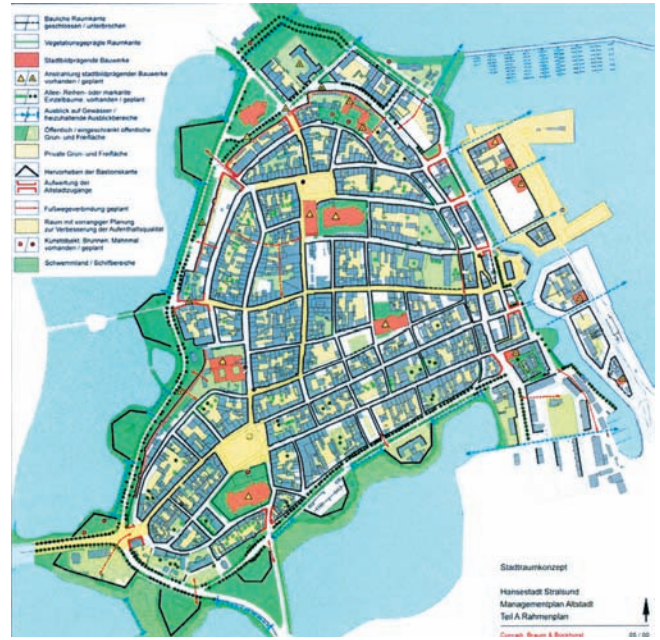 Bauliche Raumkante
geschlossen / unterbrochen
Vegetationsgeprägte Raumkante
Stadtbildprägende Bauwerke
Anstrahlung stadtbildprägender Bauwerke
vorhanden / geplant
Allee-, Reihen- oder markante
Einzelbäume, vorhanden / geplant
Ausblick auf Gewässer /
freizuhaltende Ausblickbereiche
Öffentlich / eingeschränkt öffentliche
Grün- und Freifläche
Private Grün- und Freifläche
Hervorheben der Bastionskante
Aufwertung der
Altstadtzugänge
Fußwegeverbindung geplant
Raum mit vorrangiger Planung
zur Verbesserung der Aufenthaltsqualität
Kunstobjekt, Brunnen, Mahnmal
vorhanden / geplant
Schwemmland / Schilfbereiche
Stadtraumkonzept
Hansestadt Stralsund
Managementplan Altstadt
Teil A Rahmenplan